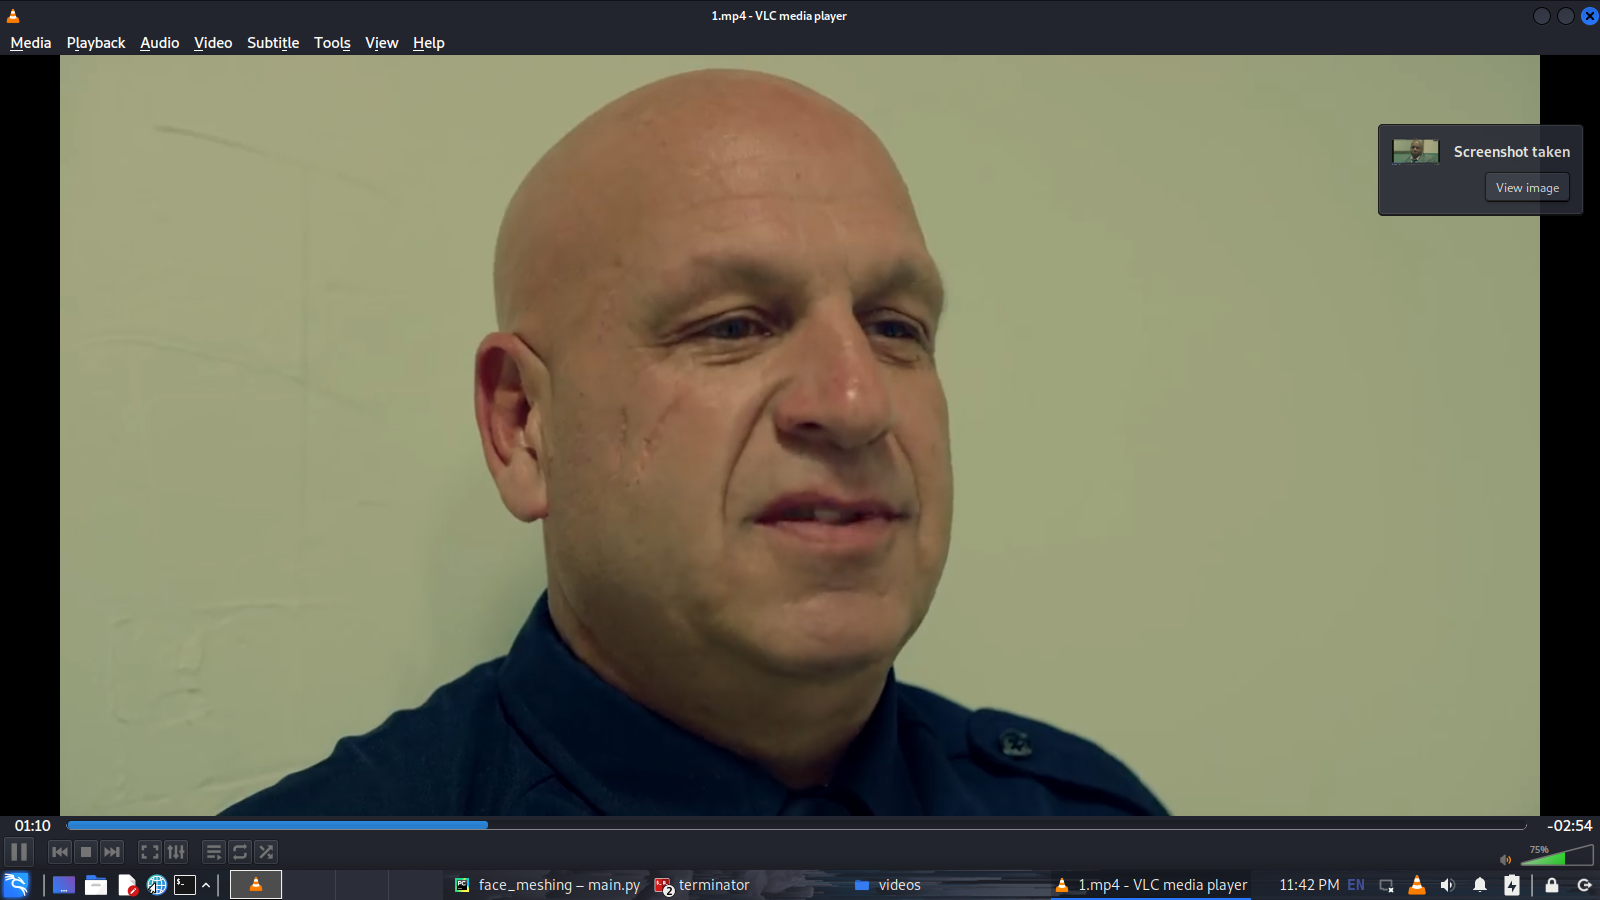 1.mp4 - VLC media player
Media Playback Audio Video Subtitle Tools View Help
Screenshot taken
View image
01:10
-02:54
75%
face_meshing – main.py
2
terminator
videos
1.mp4 - VLC media player
11:42 PM
EN